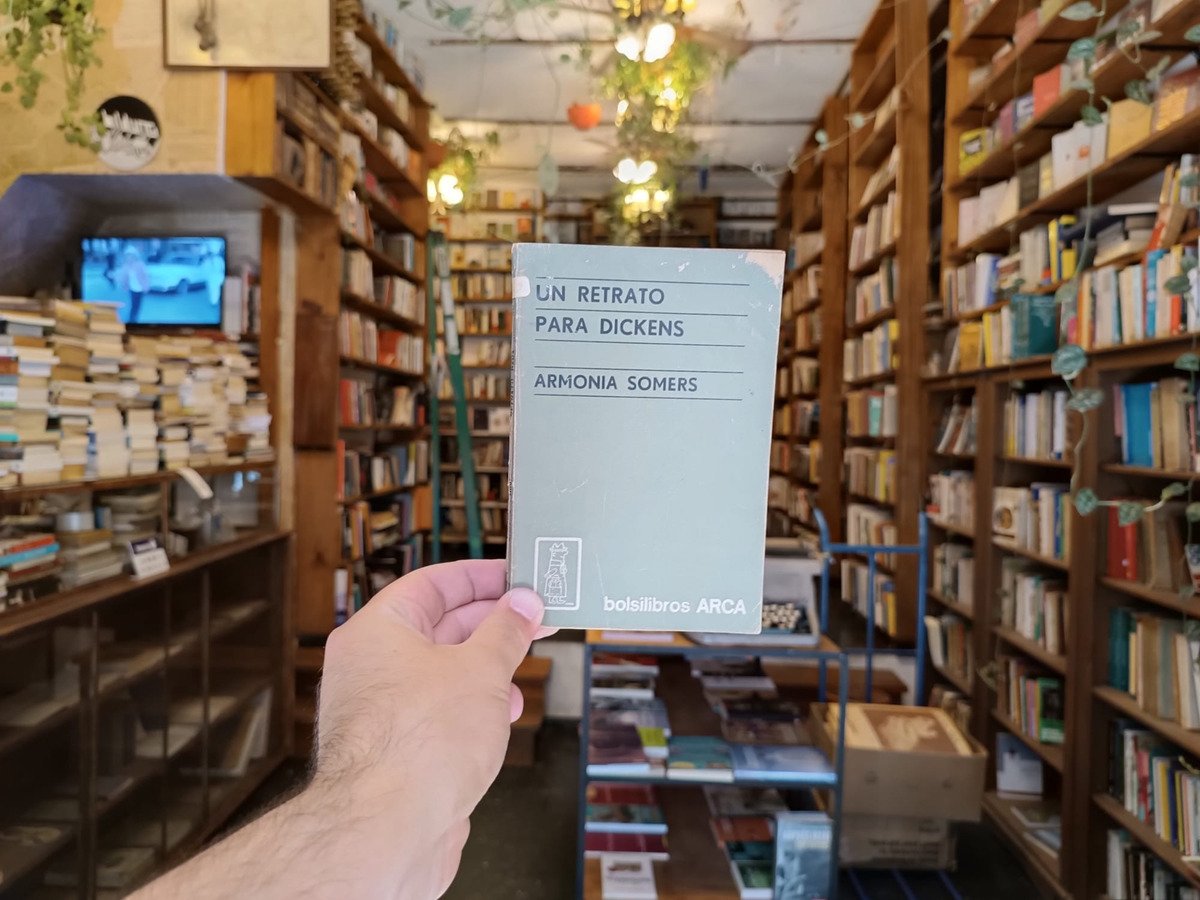 UN RETRATO
PARA DICKENS
ARMONIA SOMERS
bolsilibros ARCA